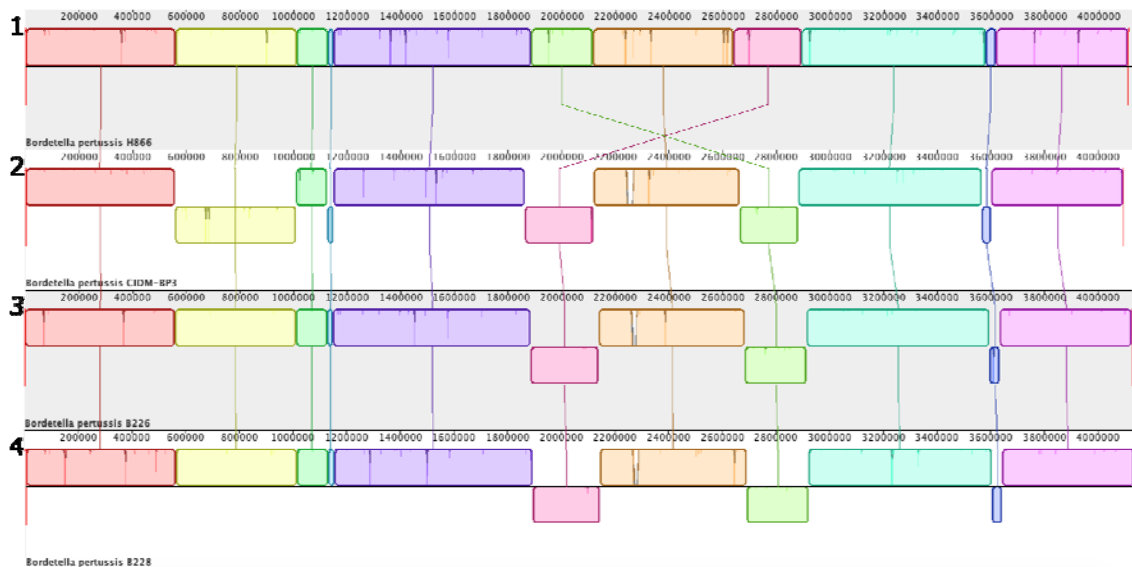 1
200000 400000 600000 800000 1000000 1200000 1400000 1600000 1800000 2000000 2200000 2400000 2600000 2800000 3000000 3200000 3400000 3600000 3800000 4000000
Bordetella pertussis H866
2
200000 400000 600000 800000 1000000 1200000 1400000 1600000 1800000 2000000 2200000 2400000 2600000 2800000 3000000 3200000 3400000 3600000 3800000 4000000
Bordetella pertussis CIDM-BP3
3
200000 400000 600000 800000 1000000 1200000 1400000 1600000 1800000 2000000 2200000 2400000 2600000 2800000 3000000 3200000 3400000 3600000 3800000 4000000
Bordetella pertussis B226
4
200000 400000 600000 800000 1000000 1200000 1400000 1600000 1800000 2000000 2200000 2400000 2600000 2800000 3000000 3200000 3400000 3600000 3800000 4000000
Bordetella pertussis B228